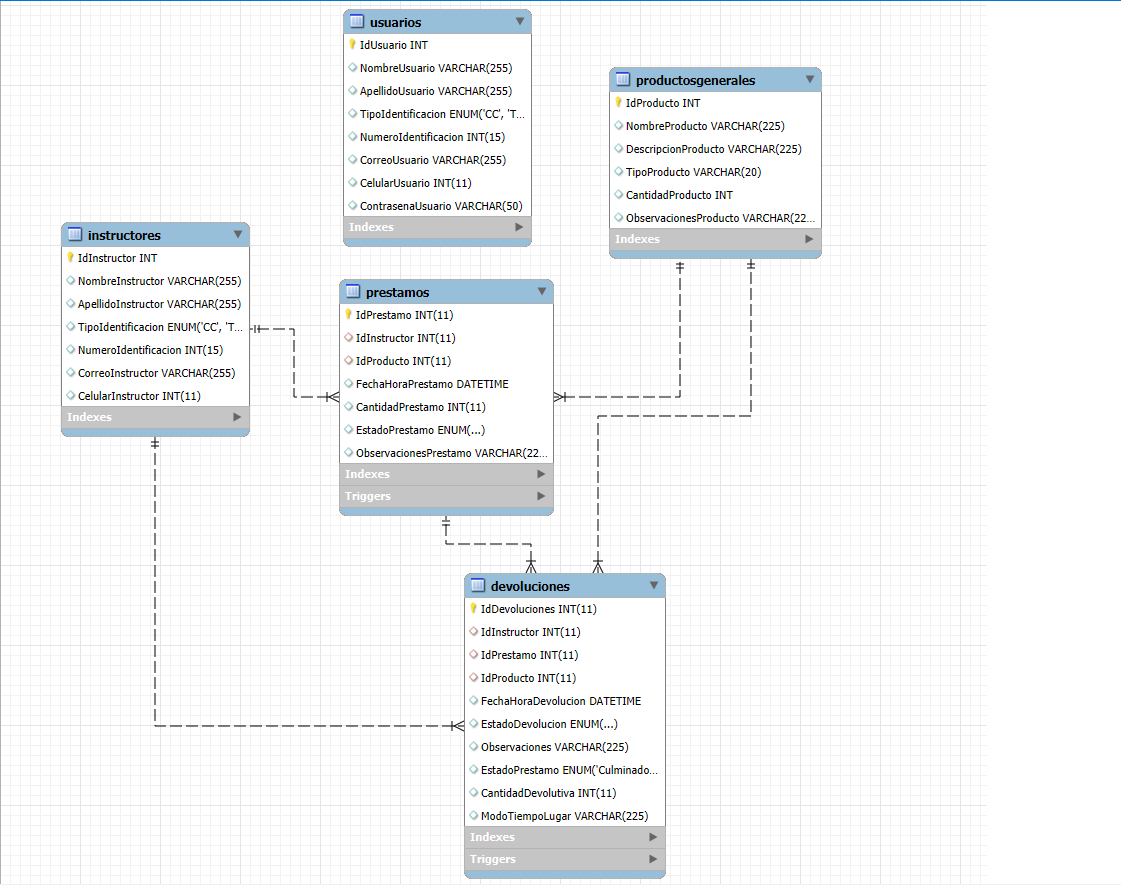 usuarios
IdUsuario INT
NombreUsuario VARCHAR(255)
ApellidoUsuario VARCHAR(255)
TipoIdentificacion ENUM('CC', 'T...
NumeroIdentificacion INT(15)
CorreoUsuario VARCHAR(255)
CelularUsuario INT(11)
ContrasenaUsuario VARCHAR(50)
Indexes
productosgenerales
IdProducto INT
NombreProducto VARCHAR(225)
DescripcionProducto VARCHAR(225)
TipoProducto VARCHAR(20)
CantidadProducto INT
ObservacionesProducto VARCHAR(22...
Indexes
instructores
IdInstructor INT
NombreInstructor VARCHAR(255)
ApellidoInstructor VARCHAR(255)
TipoIdentificacion ENUM('CC', 'T...
NumeroIdentificacion INT(15)
CorreoInstructor VARCHAR(255)
CelularInstructor INT(11)
Indexes
prestamos
IdPrestamo INT(11)
IdInstructor INT(11)
IdProducto INT(11)
FechaHoraPrestamo DATETIME
CantidadPrestamo INT(11)
EstadoPrestamo ENUM(...)
ObservacionesPrestamo VARCHAR(22...
Indexes
Triggers
devoluciones
IdDevoluciones INT(11)
IdInstructor INT(11)
IdPrestamo INT(11)
IdProducto INT(11)
FechaHoraDevolucion DATETIME
EstadoDevolucion ENUM(...)
Observaciones VARCHAR(225)
EstadoPrestamo ENUM('Culminado...
CantidadDevolutiva INT(11)
ModoTiempoLugar VARCHAR(225)
Indexes
Triggers